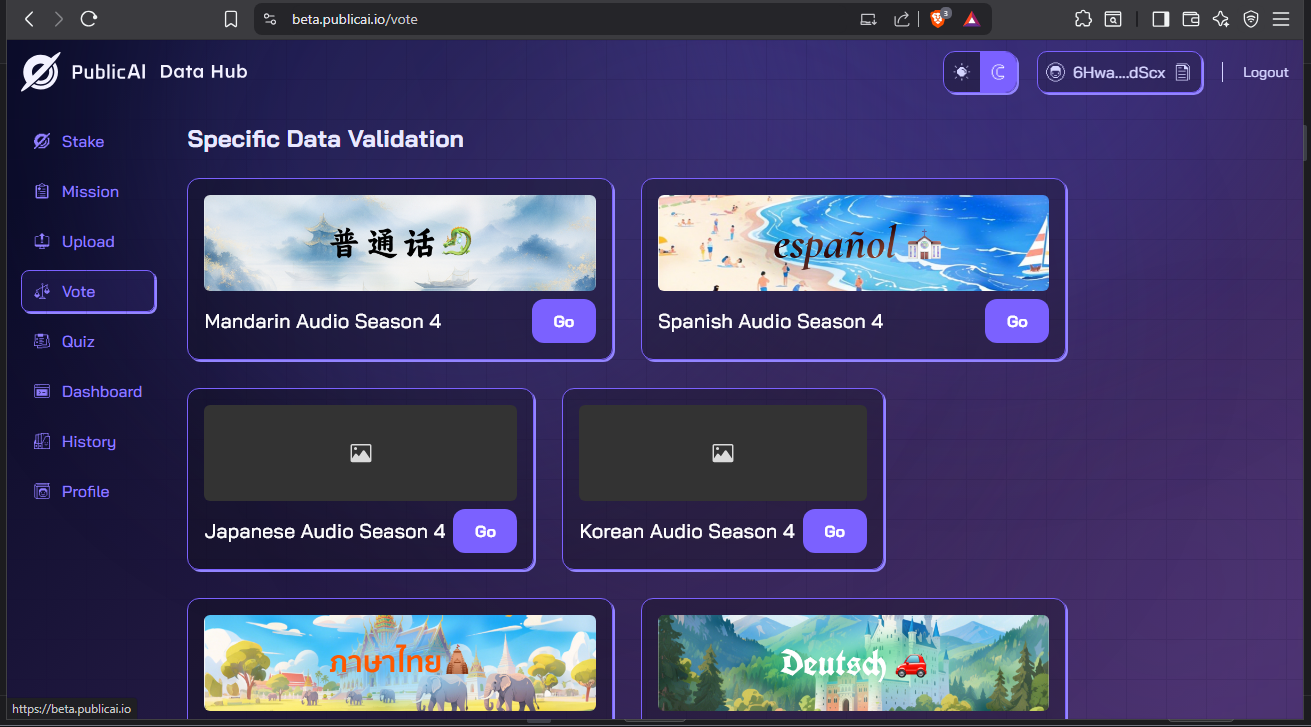 beta.publicai.io/vote
3
PublicAI Data Hub
6Hwa....dScx
Logout
Stake
Mission
Upload
Vote
Quiz
Dashboard
History
Profile
Specific Data Validation
普通话
español
Mandarin Audio Season 4
Go
Spanish Audio Season 4
Go
Japanese Audio Season 4
Go
Korean Audio Season 4
Go
ภาษาไทย
Deutsch
https://beta.publicai.io